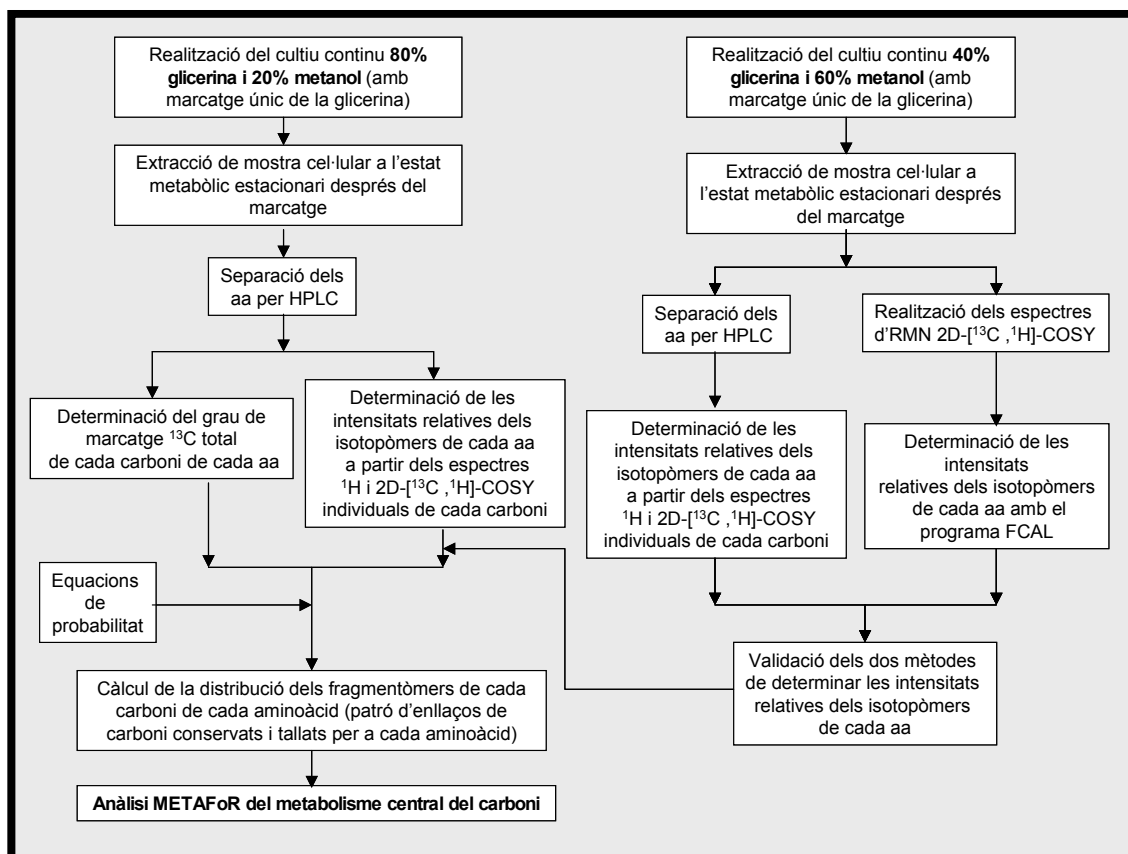 Realització del cultiu continu 80%
glicerina i 20% metanol (amb
marcatge únic de la glicerina)
Extracció de mostra cel·lular a l'estat
metabòlic estacionari després del
marcatge
Separació dels
aa per HPLC
Determinació del grau de
marcatge ¹³C total
de cada carboni de cada aa
Determinació de les
intensitats relatives dels
isotopòmers de cada aa
a partir dels espectres
¹H i 2D-[¹³C ,¹H]-COSY
individuals de cada carboni
Equacions
de
probabilitat
Càlcul de la distribució dels fragmentòmers de cada
carboni de cada aminoàcid (patró d'enllaços de
carboni conservats i tallats per a cada aminoàcid)
Anàlisi METAFoR del metabolisme central del carboni
Realització del cultiu continu 40%
glicerina i 60% metanol (amb
marcatge únic de la glicerina)
Extracció de mostra cel·lular a
l'estat metabòlic estacionari després
del marcatge
Separació dels
aa per HPLC
Realització dels espectres
d'RMN 2D-[¹³C ,¹H]-COSY
Determinació de les
intensitats relatives dels
isotopòmers de cada aa
a partir dels espectres
¹H i 2D-[¹³C ,¹H]-COSY
individuals de cada carboni
Determinació de les
intensitats
relatives dels isotopòmers
de cada aa amb el
programa FCAL
Validació dels dos mètodes
de determinar les intensitats
relatives dels isotopòmers
de cada aa